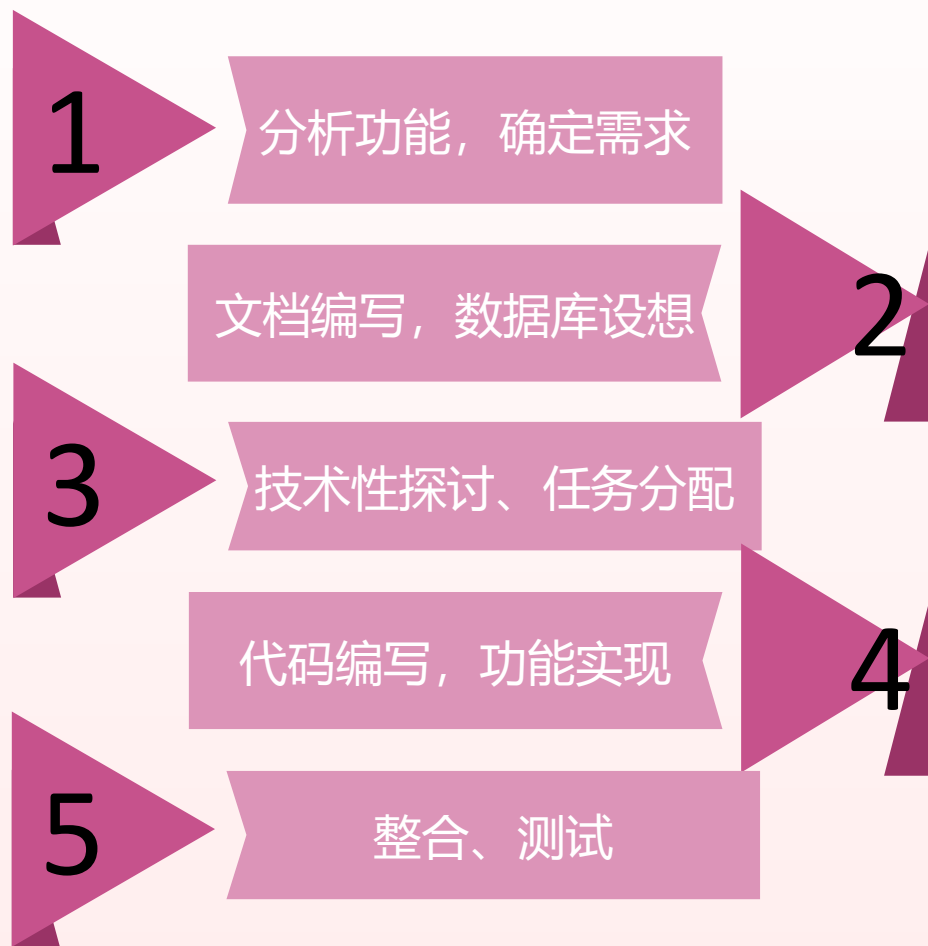 1
分析功能，确定需求
文档编写，数据库设想
2
3
技术性探讨、任务分配
代码编写，功能实现
4
5
整合、测试